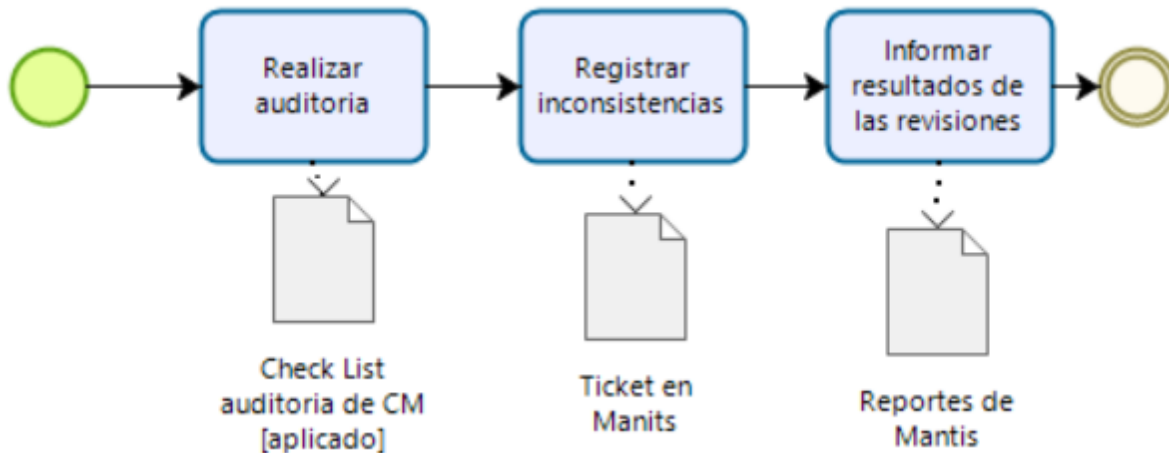 Realizar
auditoria
Registrar
inconsistencias
Informar
resultados de
las revisiones
Check List
auditoria de CM
[aplicado]
Ticket en
Manits
Reportes de
Mantis